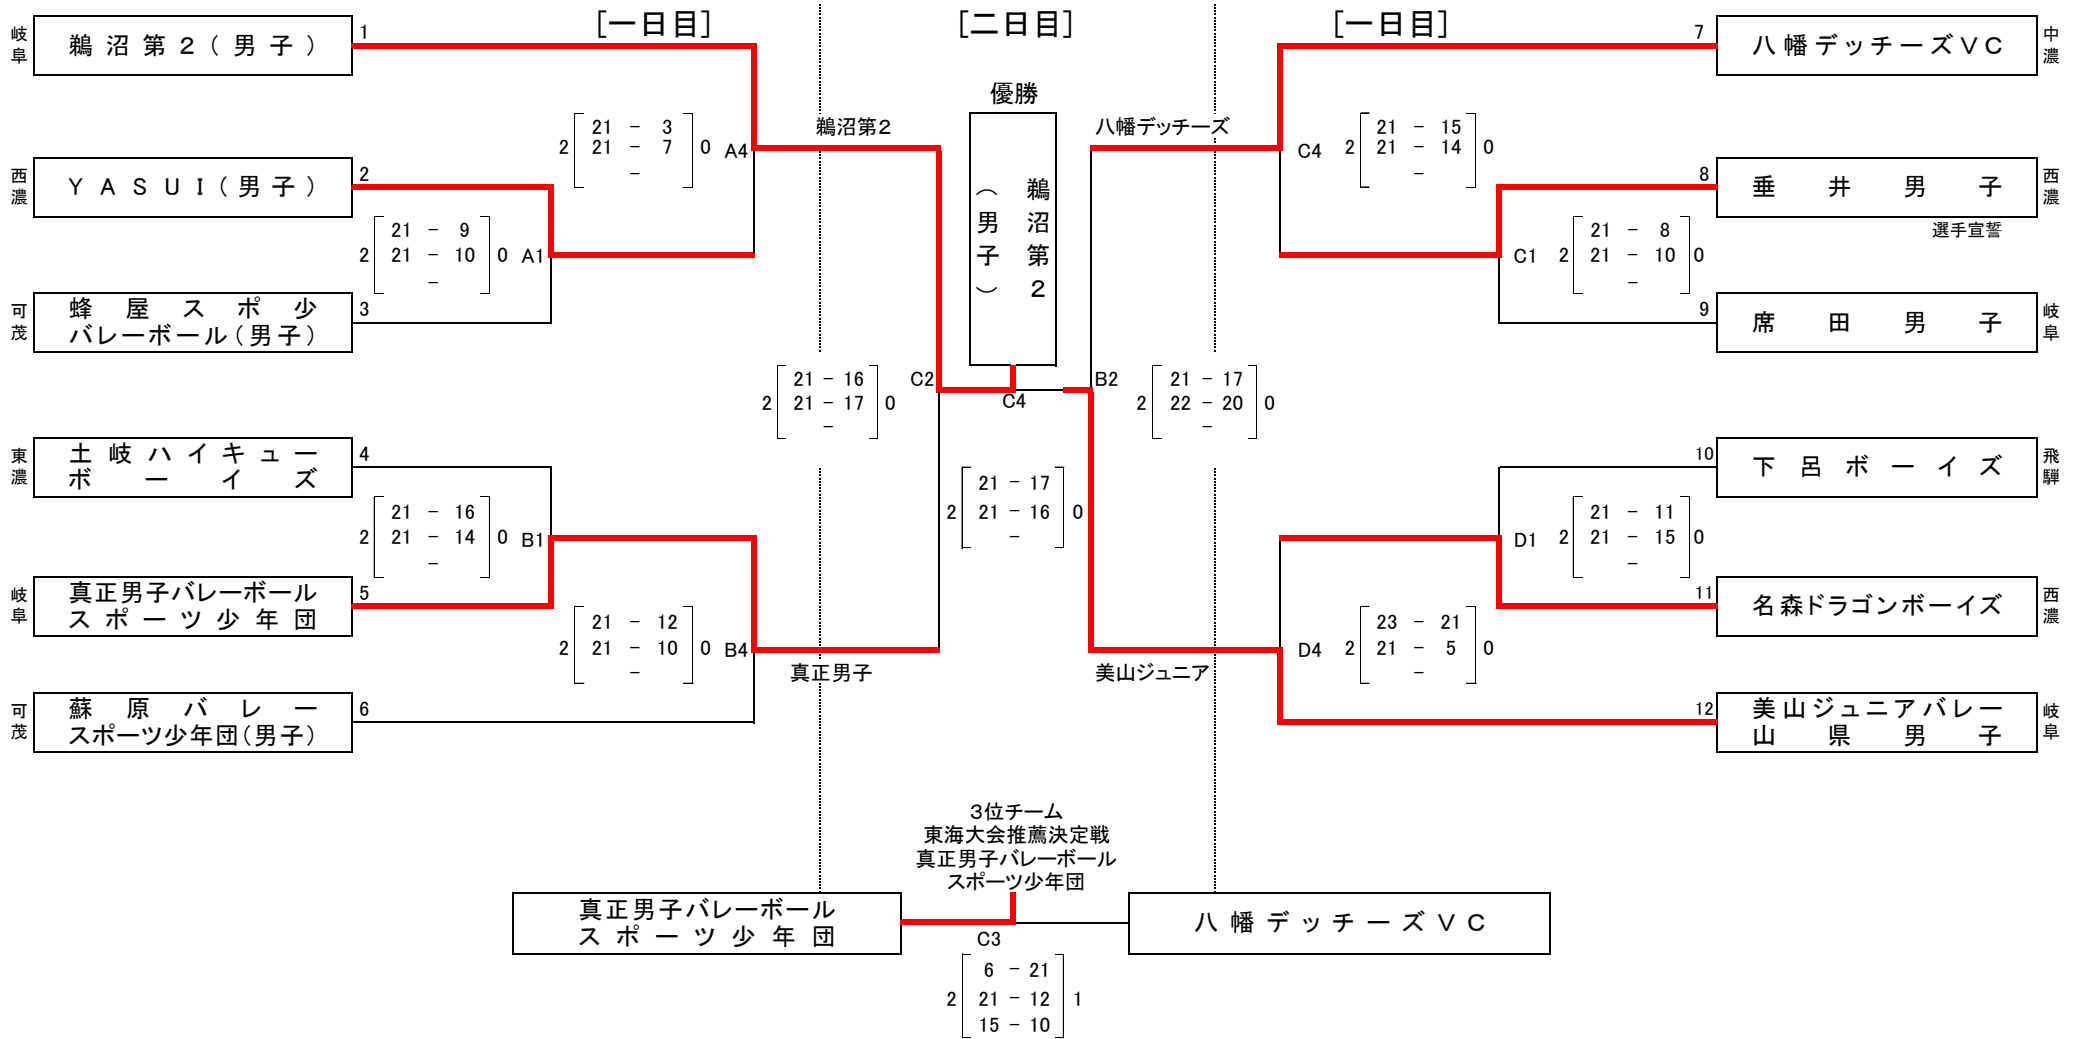 [一日目]
[二日目]
[一日目]
岐阜
鵜沼第2(男子)
1
西濃
YASUI(男子)
2
可茂
蜂屋スポ少
バレーボール(男子)
3
東濃
土岐ハイキュー
ボーイズ
4
岐阜
真正男子バレーボール
スポーツ少年団
5
可茂
蘇原バレー
スポーツ少年団(男子)
6
21 - 9
2 21 - 10 0 A1
-
21 - 16
2 21 - 14 0 B1
-
21 - 3
2 21 - 7 0 A4
-
21 - 12
2 21 - 10 0 B4
-
鵜沼第2
真正男子
21 - 16
2 21 - 17 0
-
C2
優勝
鵜沼第2
(男子)
C4
21 - 17
2 21 - 16 0
-
八幡デッチーズ
美山ジュニア
B2
21 - 17
2 22 - 20 0
-
21 - 15
C4 2 21 - 14 0
-
23 - 21
D4 2 21 - 5 0
-
21 - 8
C1 2 21 - 10 0
-
21 - 11
D1 2 21 - 15 0
-
7
八幡デッチーズVC
中濃
8
垂井男子
西濃
選手宣誓
9
席田男子
岐阜
10
下呂ボーイズ
飛騨
11
名森ドラゴンボーイズ
西濃
12
美山ジュニアバレー
山県男子
岐阜
3位チーム
東海大会推薦決定戦
真正男子バレーボール
スポーツ少年団
真正男子バレーボール
スポーツ少年団
八幡デッチーズVC
C3
6 - 21
2 21 - 12 1
15 - 10